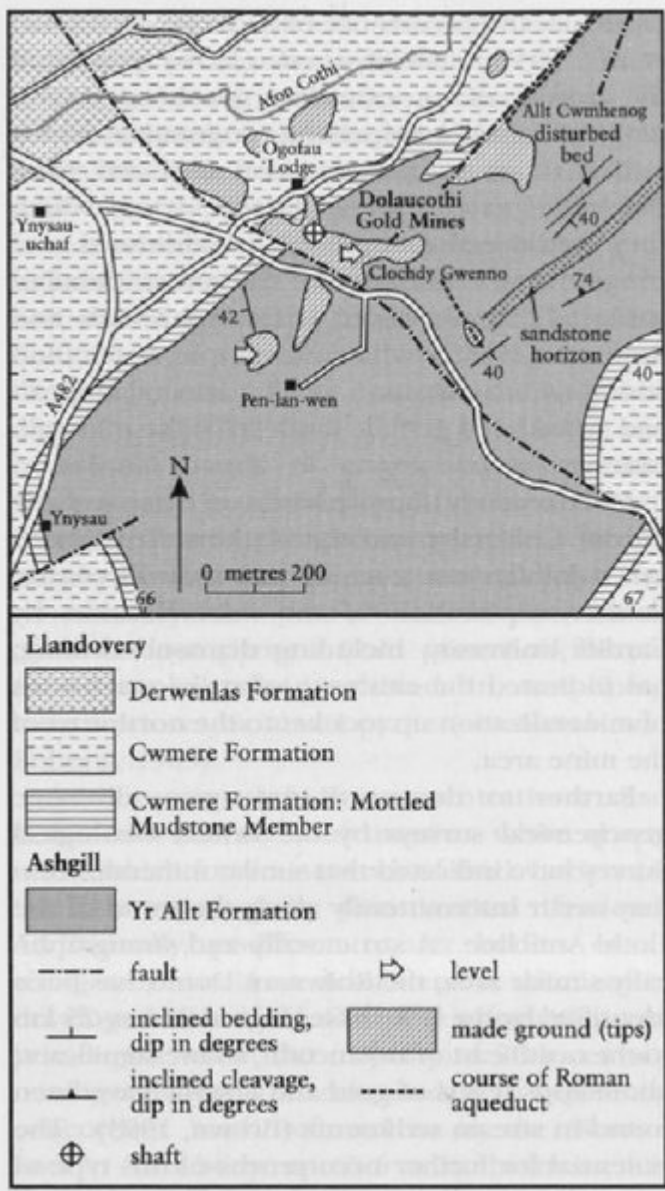 Afon Cothi
Allt Cwmhenog
disturbed
bed
Ogofau
Lodge
Dolaucothi
Gold Mines
Ynysau-
uchaf
40
Clochdy Gwenno
74
sandstone
horizon
42
40
40
A482
Pen-lan-wen
N
Ynysau
0 metres 200
66
67
Llandovery
Derwenlas Formation
Cwmere Formation
Cwmere Formation: Mottled
Mudstone Member
Ashgill
Yr Allt Formation
fault
level
inclined bedding,
dip in degrees
made ground (tips)
inclined cleavage,
dip in degrees
course of Roman
aqueduct
shaft